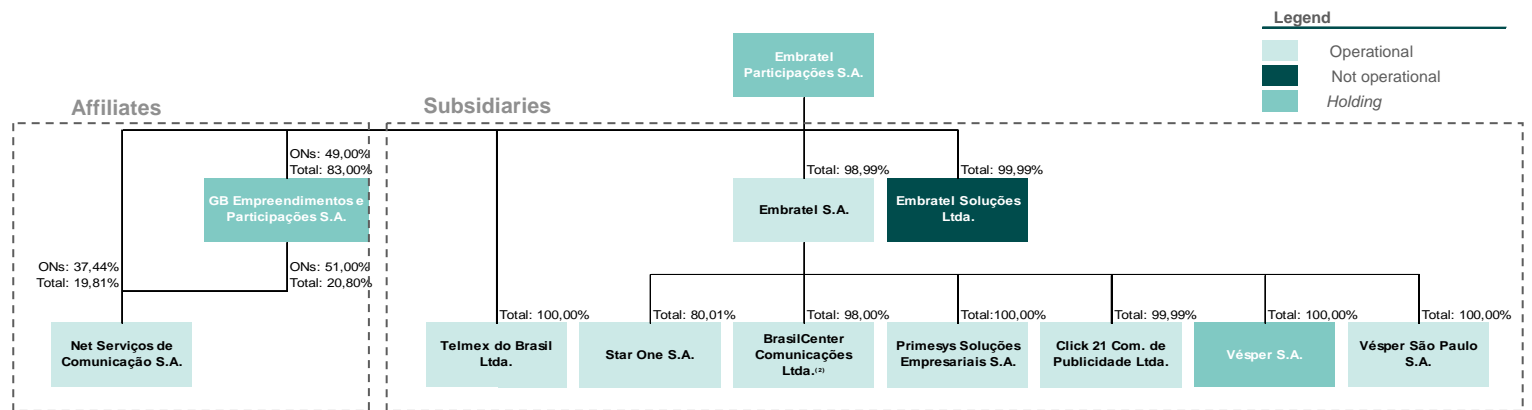 Legend
Operational
Not operational
Holding
Embratel
Participações S.A.
Affiliates
Subsidiaries
ONs: 49,00%
Total: 83,00%
Total: 98,99%
Total: 99,99%
GB Empreendimentos e
Participações S.A.
Embratel S.A.
Embratel Soluções
Ltda.
ONs: 37,44%
Total: 19,81%
ONs: 51,00%
Total: 20,80%
Total: 100,00%
Total: 80,01%
Total: 98,00%
Total:100,00%
Total: 99,99%
Total: 100,00%
Total: 100,00%
Net Serviços de
Comunicação S.A.
Telmex do Brasil
Ltda.
Star One S.A.
BrasilCenter
Comunicações
Ltda.⁽²⁾
Primesys Soluções
Empresariais S.A.
Click 21 Com. de
Publicidade Ltda.
Vésper S.A.
Vésper São Paulo
S.A.